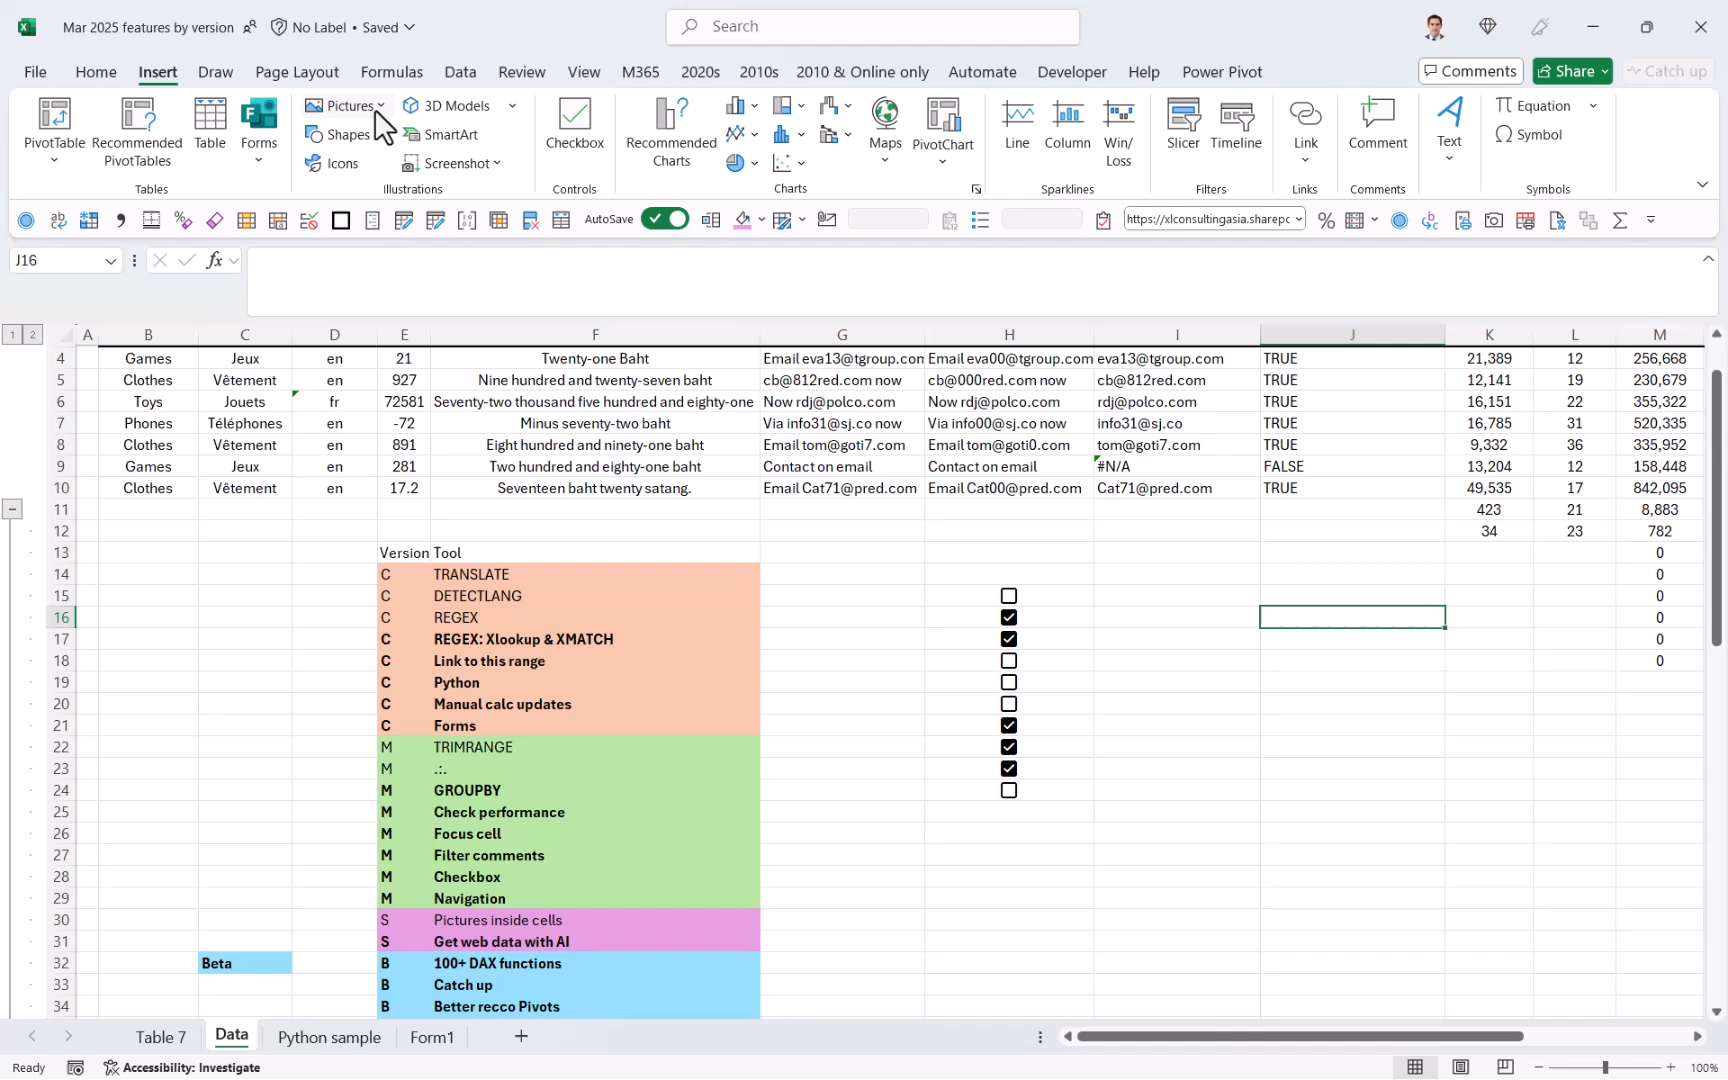 Mar 2025 features by version No Label • Saved Search
File Home Insert Draw Page Layout Formulas Data Review View M365 2020s 2010s 2010 & Online only Automate Developer Help Power Pivot Comments Share Catch up
PivotTable Recommended PivotTables Table Forms
Tables
Pictures Shapes Icons 3D Models SmartArt Screenshot
Illustrations
Checkbox
Controls
Recommended Charts Maps PivotChart
Charts
Line Column Win/ Loss
Sparklines
Slicer Timeline
Filters
Link
Links
Comment
Comments
Text
Equation
Symbol
Symbols
AutoSave https://xlconsultingasia.sharepc
J16 fx
1 2 A B C D E F G H I J K L M
4 Games Jeux en 21 Twenty-one Baht Email eva13@tgroup.con Email eva00@tgroup.com eva13@tgroup.com TRUE 21,389 12 256,668
5 Clothes Vêtement en 927 Nine hundred and twenty-seven baht cb@812red.com now cb@000red.com now cb@812red.com TRUE 12,141 19 230,679
6 Toys Jouets fr 72581 Seventy-two thousand five hundred and eighty-one Now rdj@polco.com Now rdj@polco.com rdj@polco.com TRUE 16,151 22 355,322
7 Phones Téléphones en -72 Minus seventy-two baht Via info31@sj.co now Via info00@sj.co now info31@sj.co TRUE 16,785 31 520,335
8 Clothes Vêtement en 891 Eight hundred and ninety-one baht Email tom@goti7.com Email tom@goti0.com tom@goti7.com TRUE 9,332 36 335,952
9 Games Jeux en 281 Two hundred and eighty-one baht Contact on email Contact on email #N/A FALSE 13,204 12 158,448
10 Clothes Vêtement en 17.2 Seventeen baht twenty satang. Email Cat71@pred.com Email Cat00@pred.com Cat71@pred.com TRUE 49,535 17 842,095
11 423 21 8,883
12 34 23 782
13 Version Tool 0
14 C TRANSLATE 0
15 C DETECTLANG 0
16 C REGEX 0
17 C REGEX: Xlookup & XMATCH 0
18 C Link to this range 0
19 C Python
20 C Manual calc updates
21 C Forms
22 M TRIMRANGE
23 M .:.
24 M GROUPBY
25 M Check performance
26 M Focus cell
27 M Filter comments
28 M Checkbox
29 M Navigation
30 S Pictures inside cells
31 S Get web data with AI
32 Beta B 100+ DAX functions
33 B Catch up
34 B Better recco Pivots
Table 7 Data Python sample Form1
Ready Accessibility: Investigate 100%